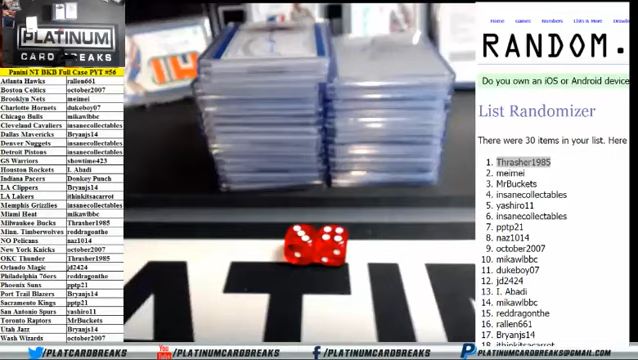 PLATINUM
CARD BREAKS
Panini NT BKB Full Case PYT #56
Atlanta Hawks rallen661
Boston Celtics october2007
Brooklyn Nets meimei
Charlotte Hornets dukeboy07
Chicago Bulls mikawlbbc
Cleveland Cavaliers insanecollectables
Dallas Mavericks Bryanjs14
Denver Nuggets insanecollectables
Detroit Pistons insanecollectables
GS Warriors showtime423
Houston Rockets I. Abadi
Indiana Pacers Donkey Punch
LA Clippers Bryanjs14
LA Lakers ithinkitsacarrot
Memphis Grizzlies insanecollectables
Miami Heat mikawlbbc
Milwaukee Bucks Thrasher1985
Minn. Timberwolves reddragonthe
NO Pelicans naz1014
New York Knicks october2007
OKC Thunder Thrasher1985
Orlando Magic jd2424
Philadelphia 76ers reddragonthe
Phoenix Suns pptp21
Port Trail Blazers Bryanjs14
Sacramento Kings pptp21
San Antonio Spurs yashiro11
Toronto Raptors MrBuckets
Utah Jazz Bryanjs14
Wash Wizards october2007
Home Games Numbers Lists & More
RANDOM.
Do you own an iOS or Android device
List Randomizer
There were 30 items in your list. Here
1. Thrasher1985
2. meimei
3. MrBuckets
4. insanecollectables
5. yashiro11
6. insanecollectables
7. pptp21
8. naz1014
9. october2007
10. mikawlbbc
11. dukeboy07
12. jd2424
13. I. Abadi
14. mikawlbbc
15. reddragonthe
16. rallen661
17. Bryanjs14
18. ithinkitsacarrot
@PLATCARDBREAKS
You Tube /PLATINUMCARDBREAKS
/PLATINUMCARDBREAKS
PLATINUMCARDBREAKS@GMAIL.COM